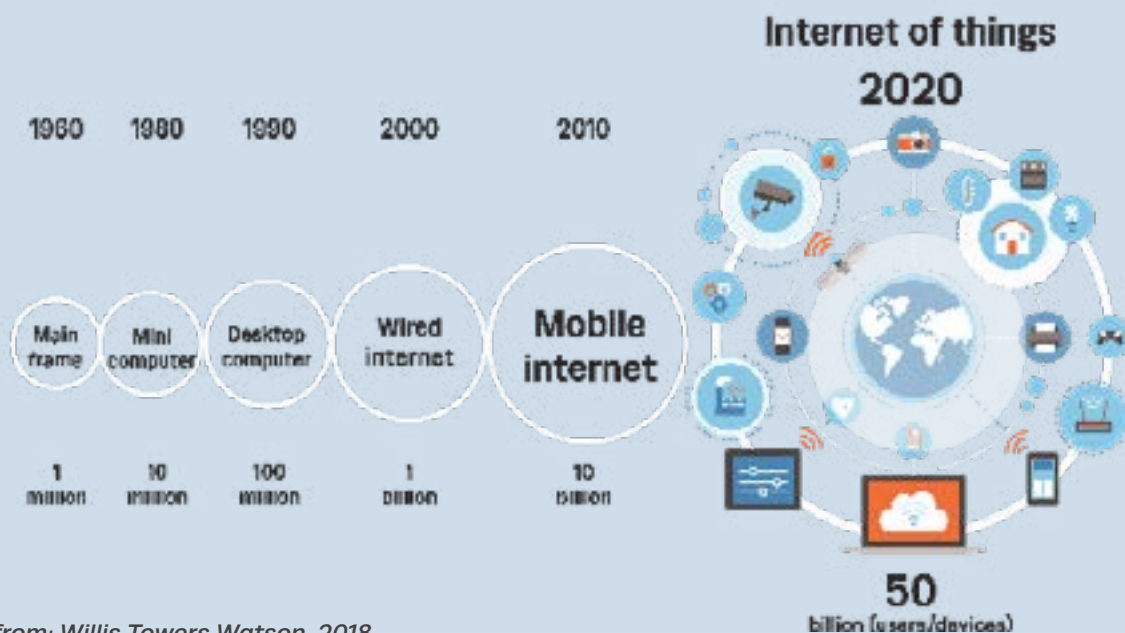 Internet of things
2020
1960 1980 1990 2000 2010
Main
frame
Mini
computer
Desktop
computer
Wired
internet
Mobile
internet
1
million
10
million
100
million
1
billion
10
billion
50
billion (users/devices)
from: Willis Towers Watson, 2018